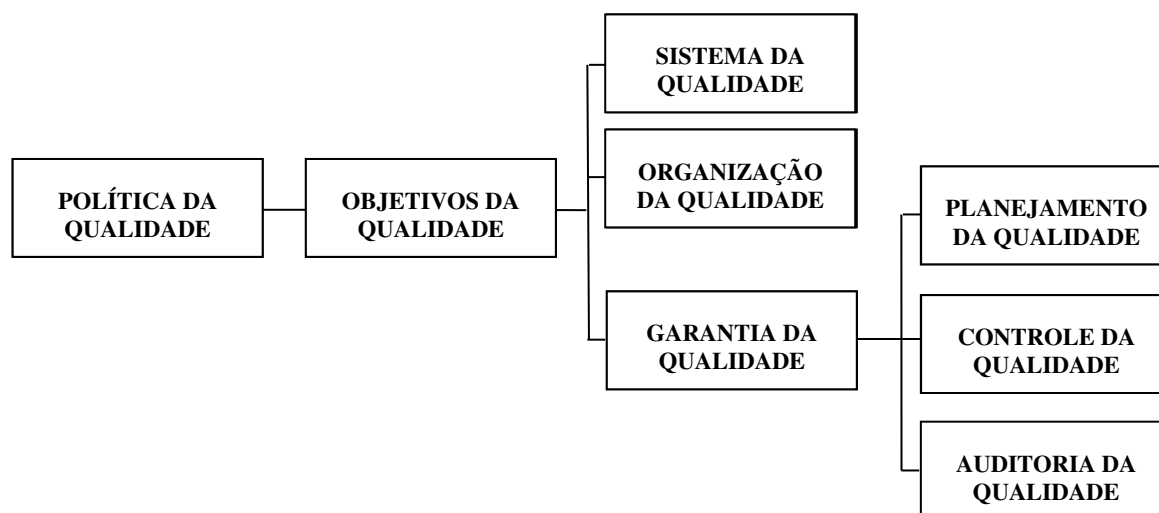 POLÍTICA DA
QUALIDADE
OBJETIVOS DA
QUALIDADE
SISTEMA DA
QUALIDADE
ORGANIZAÇÃO
DA QUALIDADE
GARANTIA DA
QUALIDADE
PLANEJAMENTO
DA QUALIDADE
CONTROLE DA
QUALIDADE
AUDITORIA DA
QUALIDADE